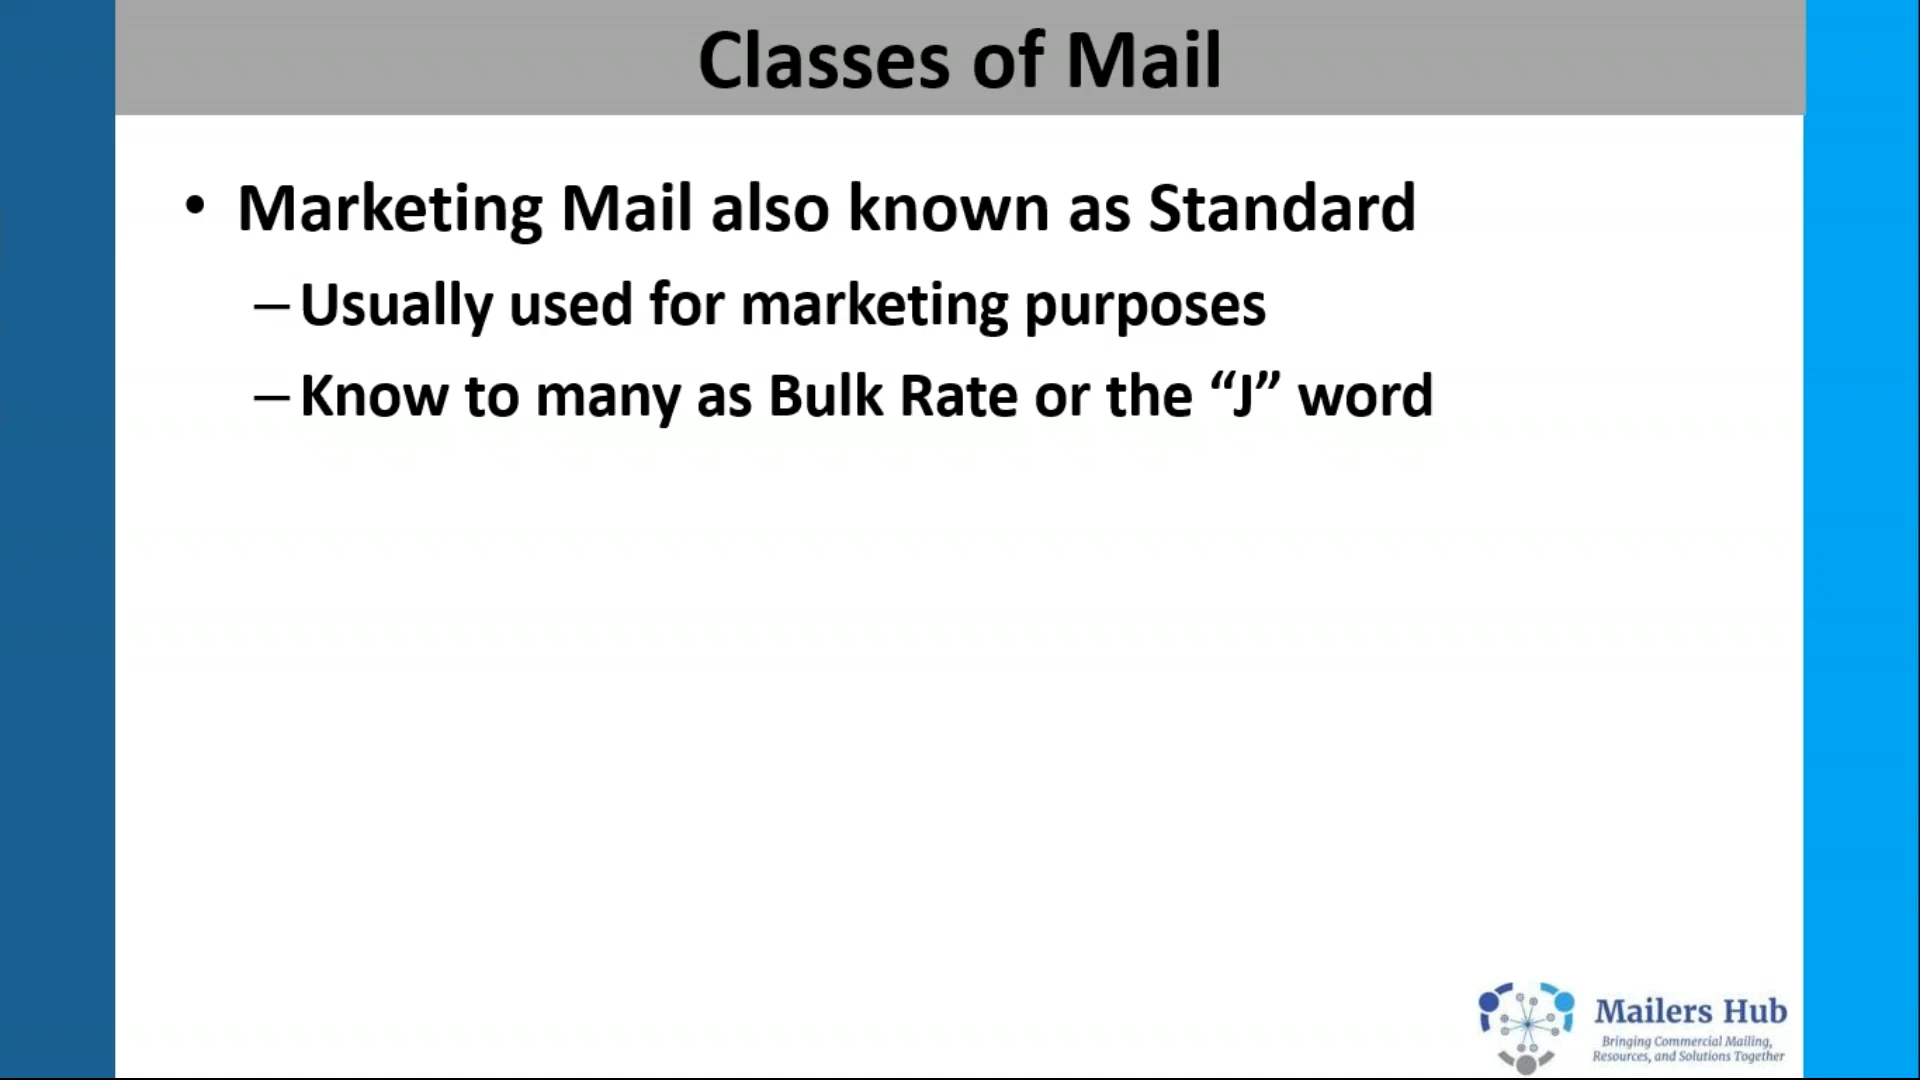 Classes of Mail
• Marketing Mail also known as Standard
– Usually used for marketing purposes
– Know to many as Bulk Rate or the “J” word
Mailers Hub
Bringing Commercial Mailing,
Resources, and Solutions Together